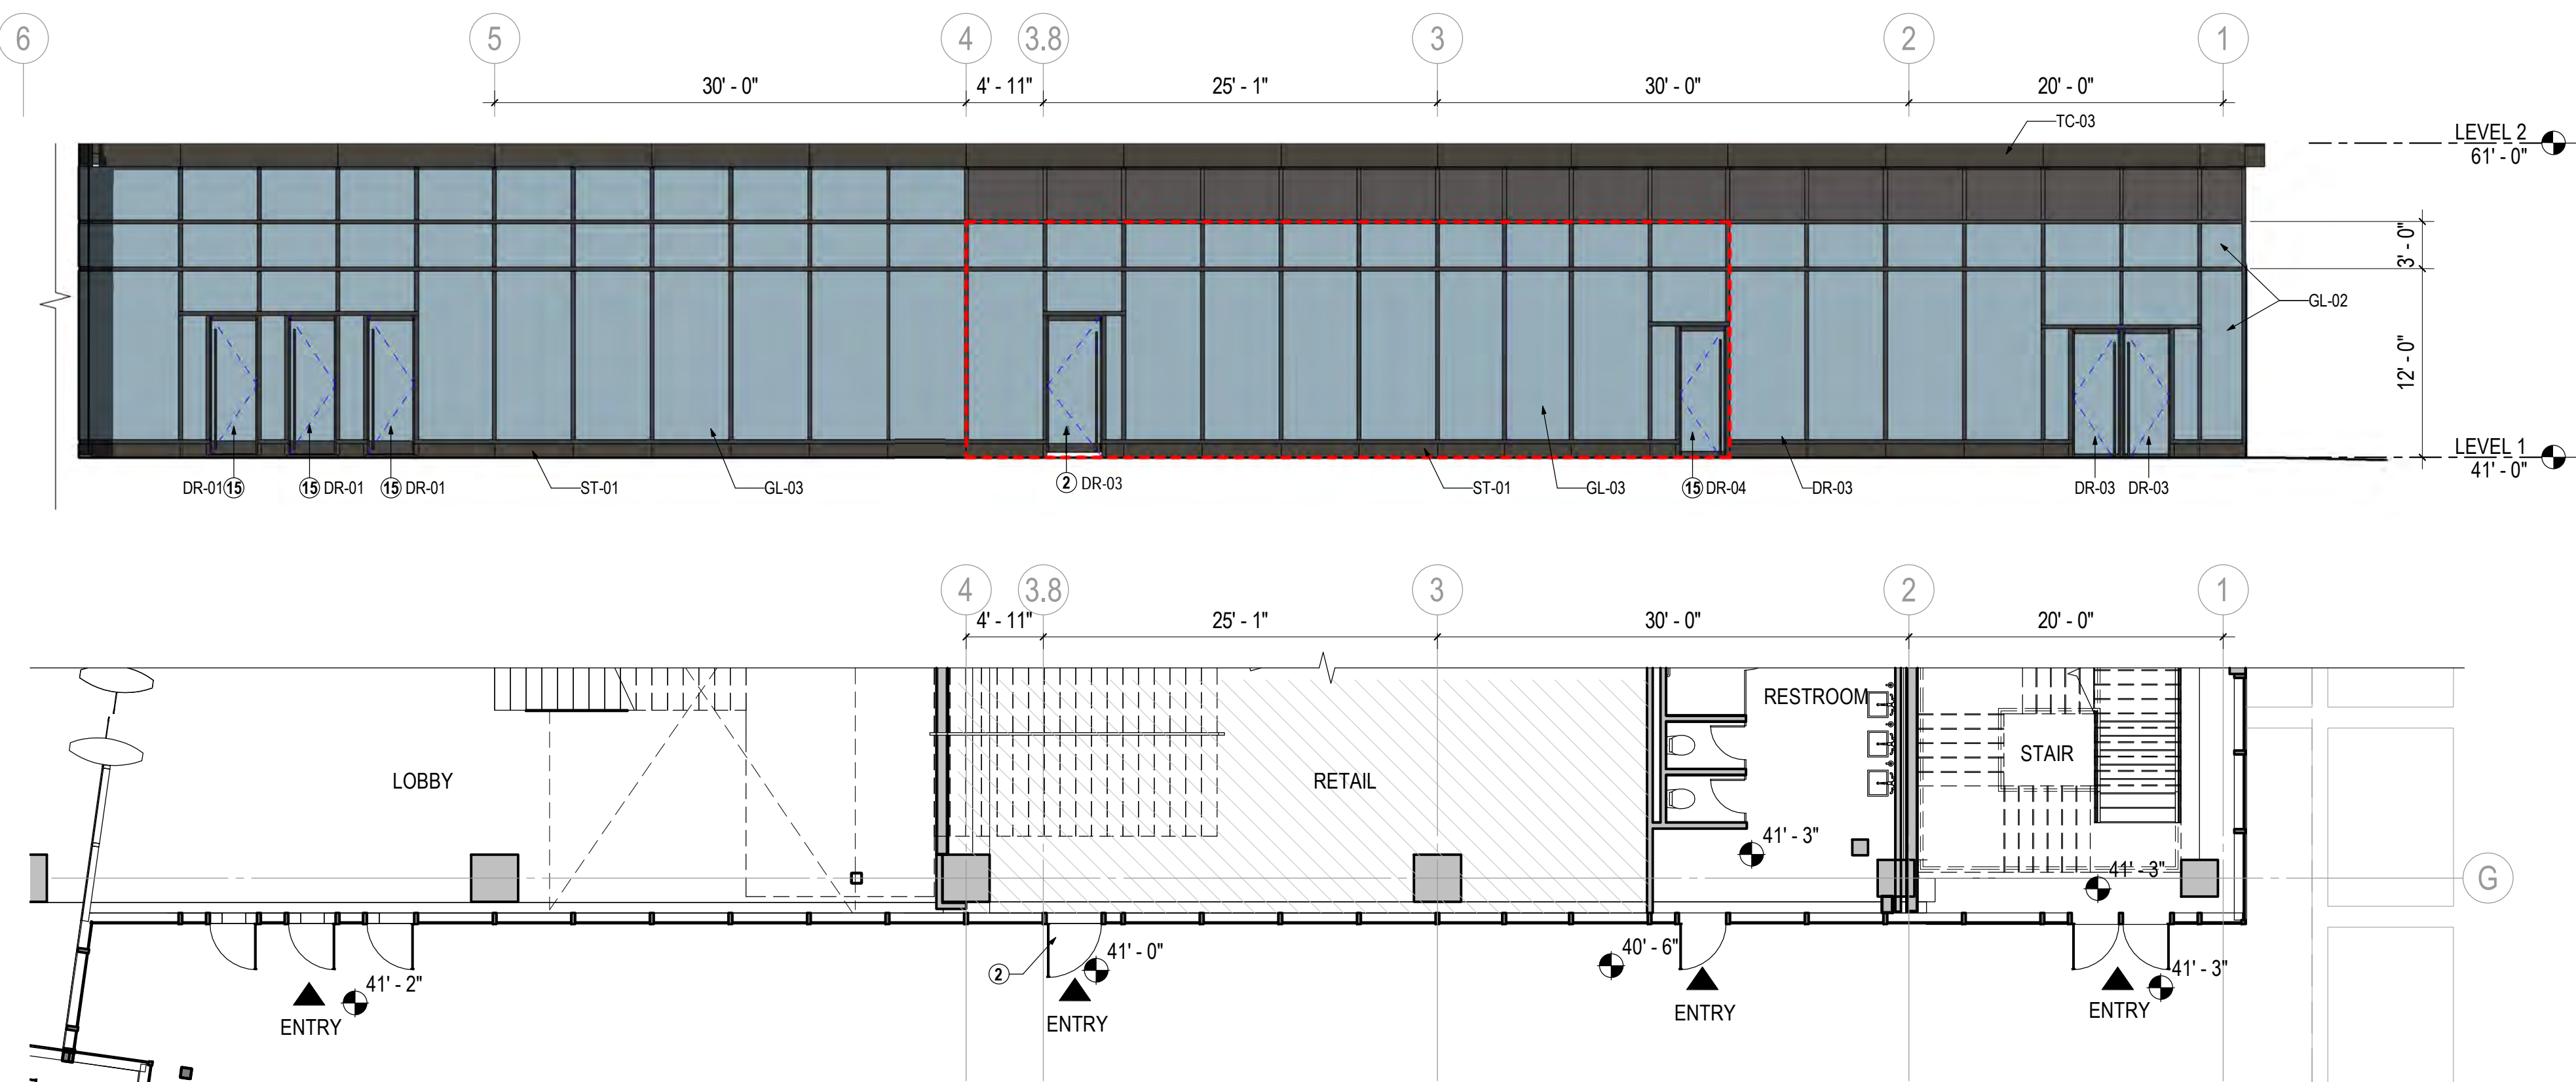 6 5 4 3.8 3 2 1
30' - 0" 4' - 11" 25' - 1" 30' - 0" 20' - 0"
TC-03
LEVEL 2
61' - 0"
3' - 0"
GL-02
12' - 0"
LEVEL 1
41' - 0"
DR-01 15 15 DR-01 15 DR-01 ST-01 GL-03 2 DR-03 ST-01 GL-03 15 DR-04 DR-03 DR-03 DR-03
4 3.8 3 2 1
4' - 11" 25' - 1" 30' - 0" 20' - 0"
RESTROOM
STAIR
LOBBY RETAIL
41' - 3"
41' - 3"
G
40' - 6"
41' - 0"
2
41' - 3"
41' - 2"
ENTRY ENTRY ENTRY ENTRY